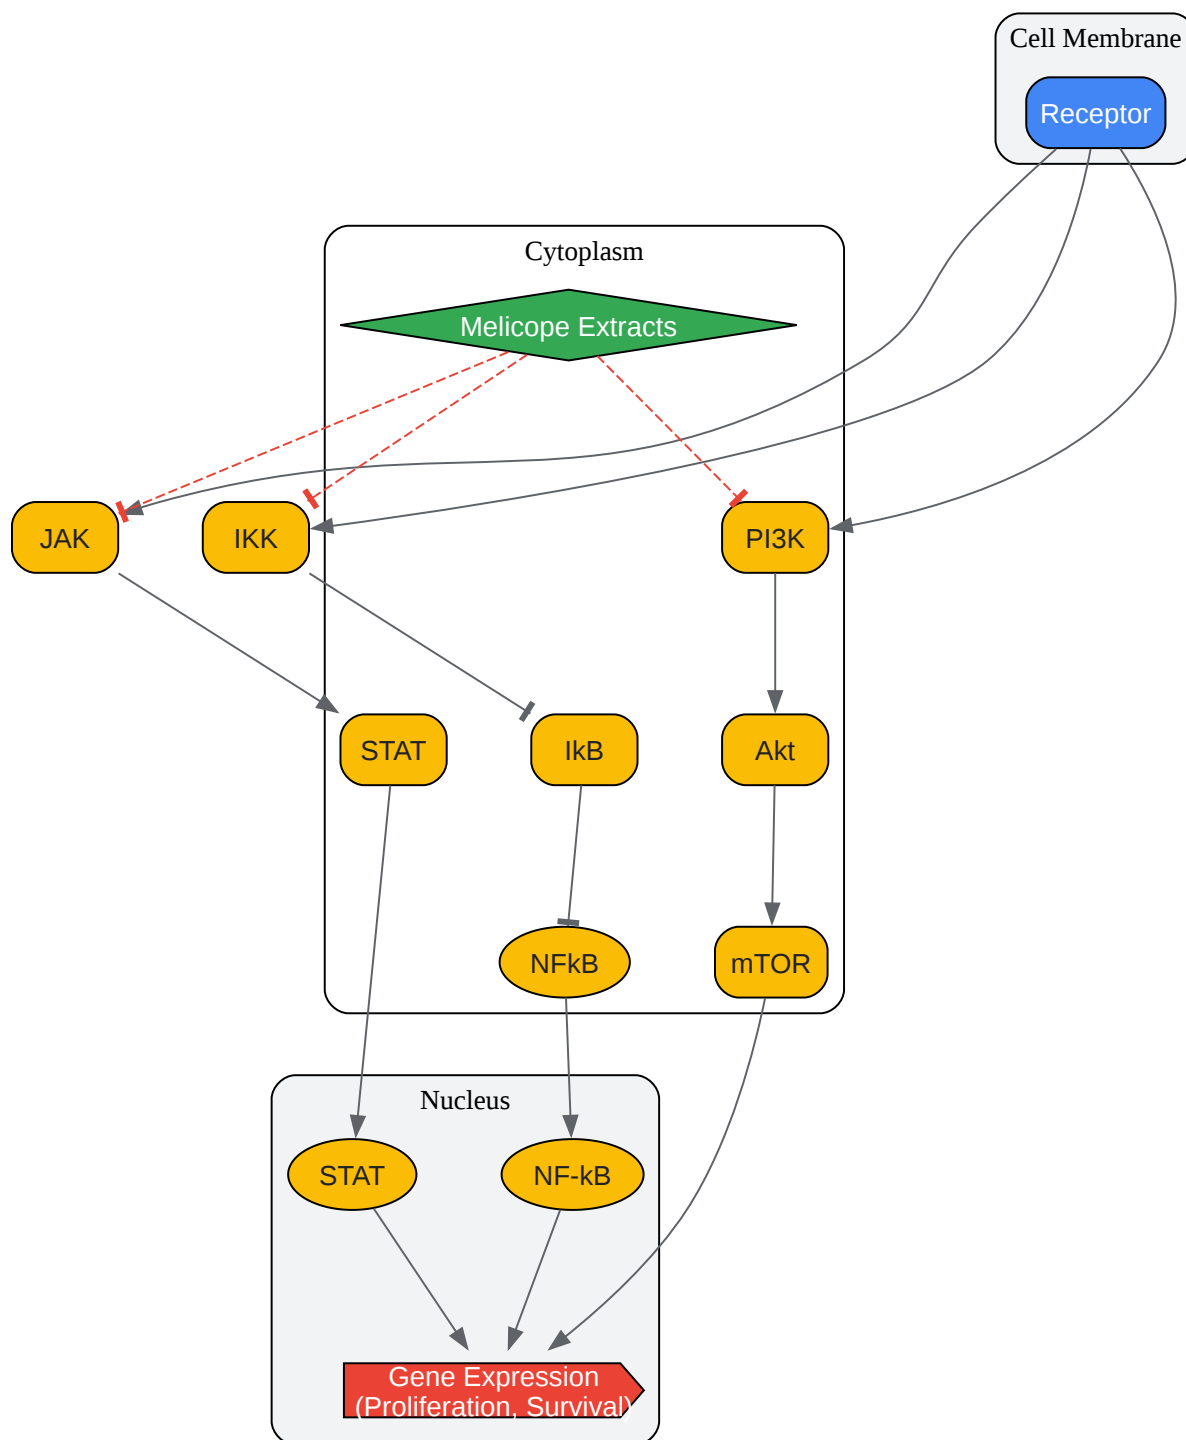 Cell Membrane
Receptor
Cytoplasm
Melicope Extracts
JAK
IKK
PI3K
STAT
IkB
Akt
NFkB
mTOR
Nucleus
STAT
NF-kB
Gene Expression
(Proliferation, Survival)